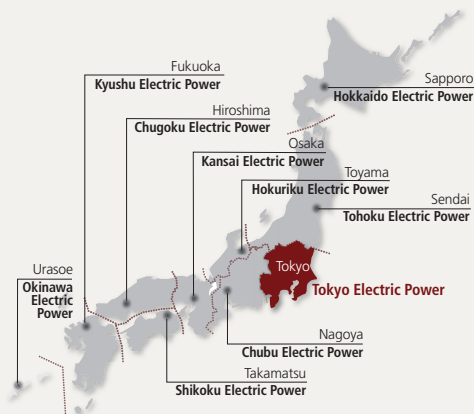 Fukuoka
Kyushu Electric Power
Sapporo
Hokkaido Electric Power
Hiroshima
Chugoku Electric Power
Osaka
Kansai Electric Power
Toyama
Hokuriku Electric Power
Sendai
Tohoku Electric Power
Tokyo
Tokyo Electric Power
Urasoe
Okinawa
Electric
Power
Nagoya
Chubu Electric Power
Takamatsu
Shikoku Electric Power